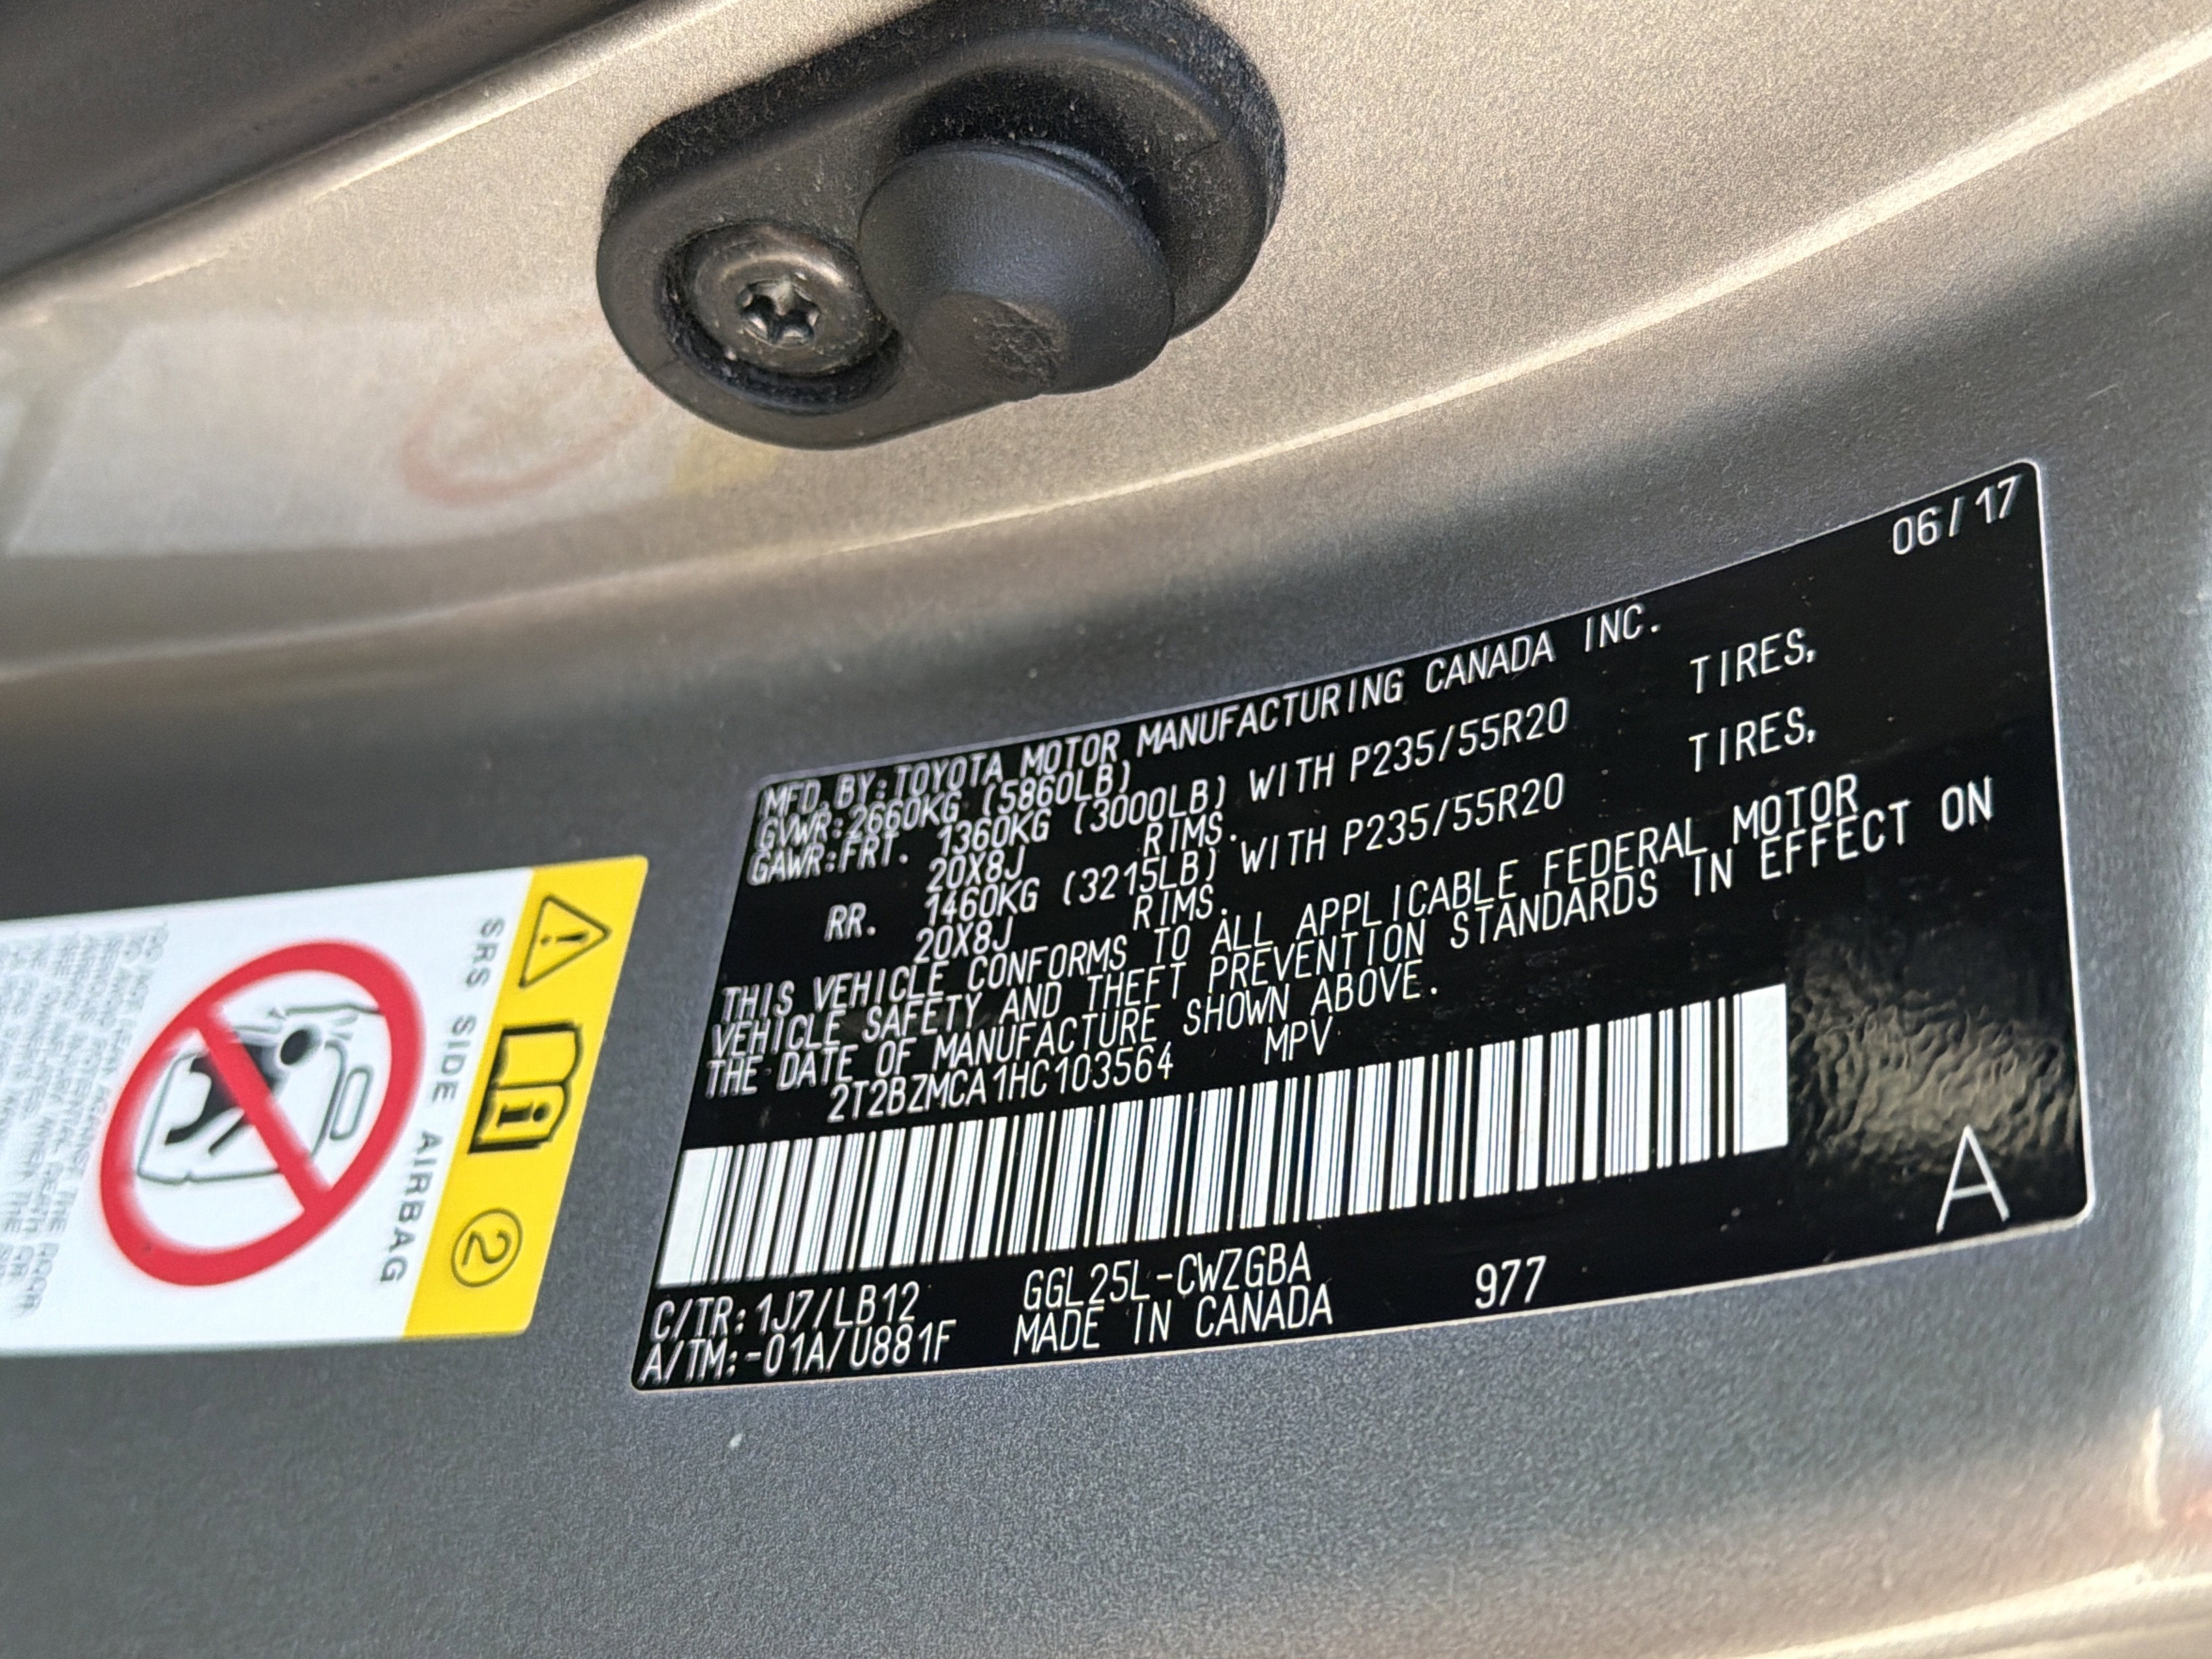 06/17
MFD. BY: TOYOTA MOTOR MANUFACTURING CANADA INC.
GVWR: 2660KG (5860LB)
GAWR: FRT. 1360KG (3000LB) WITH P235/55R20 TIRES,
20X8J RIMS.
RR. 1460KG (3215LB) WITH P235/55R20 TIRES,
20X8J RIMS.
THIS VEHICLE CONFORMS TO ALL APPLICABLE FEDERAL MOTOR
VEHICLE SAFETY AND THEFT PREVENTION STANDARDS IN EFFECT ON
THE DATE OF MANUFACTURE SHOWN ABOVE.
2T2BZMCA1HC103564 MPV
A
C/TR: 1J7/LB12 GGL25L-CWZGBA 977
A/TM: -01A/U881F MADE IN CANADA
2
SRS SIDE AIRBAG